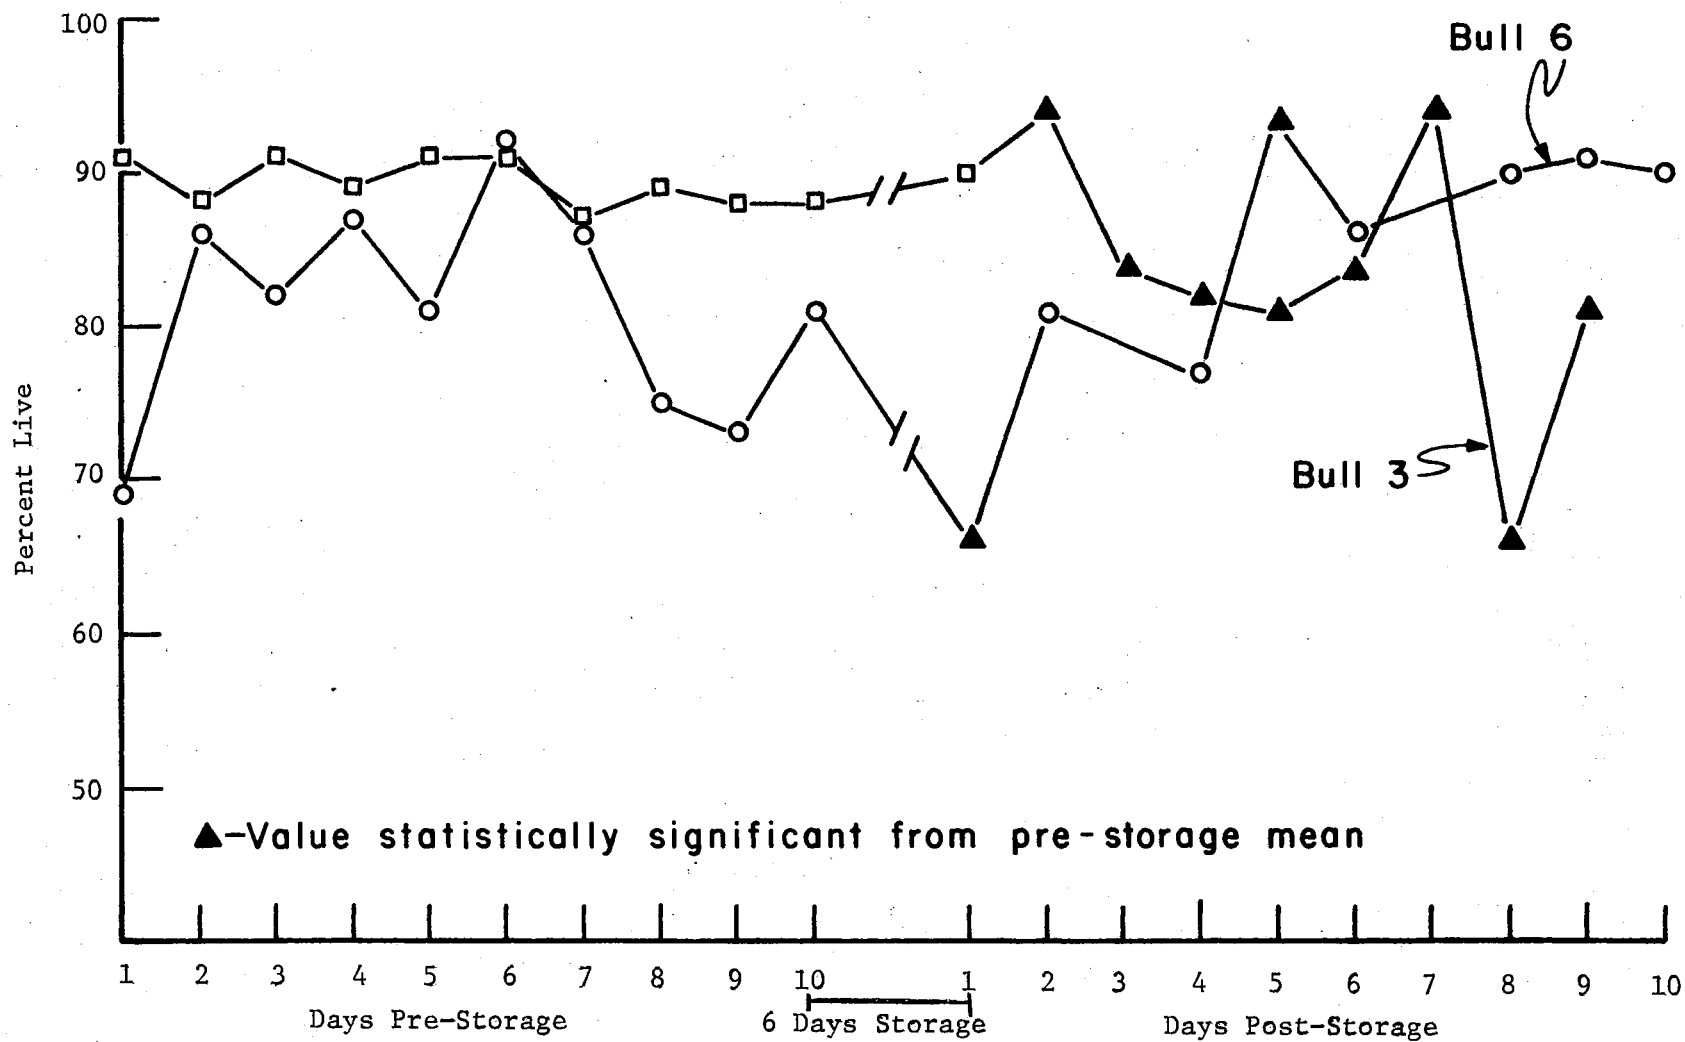 100
Bull 6
90
80
Percent Live
70
Bull 3
60
50
▲-Value statistically significant from pre-storage mean
1 2 3 4 5 6 7 8 9 10 1 2 3 4 5 6 7 8 9 10
Days Pre-Storage 6 Days Storage Days Post-Storage